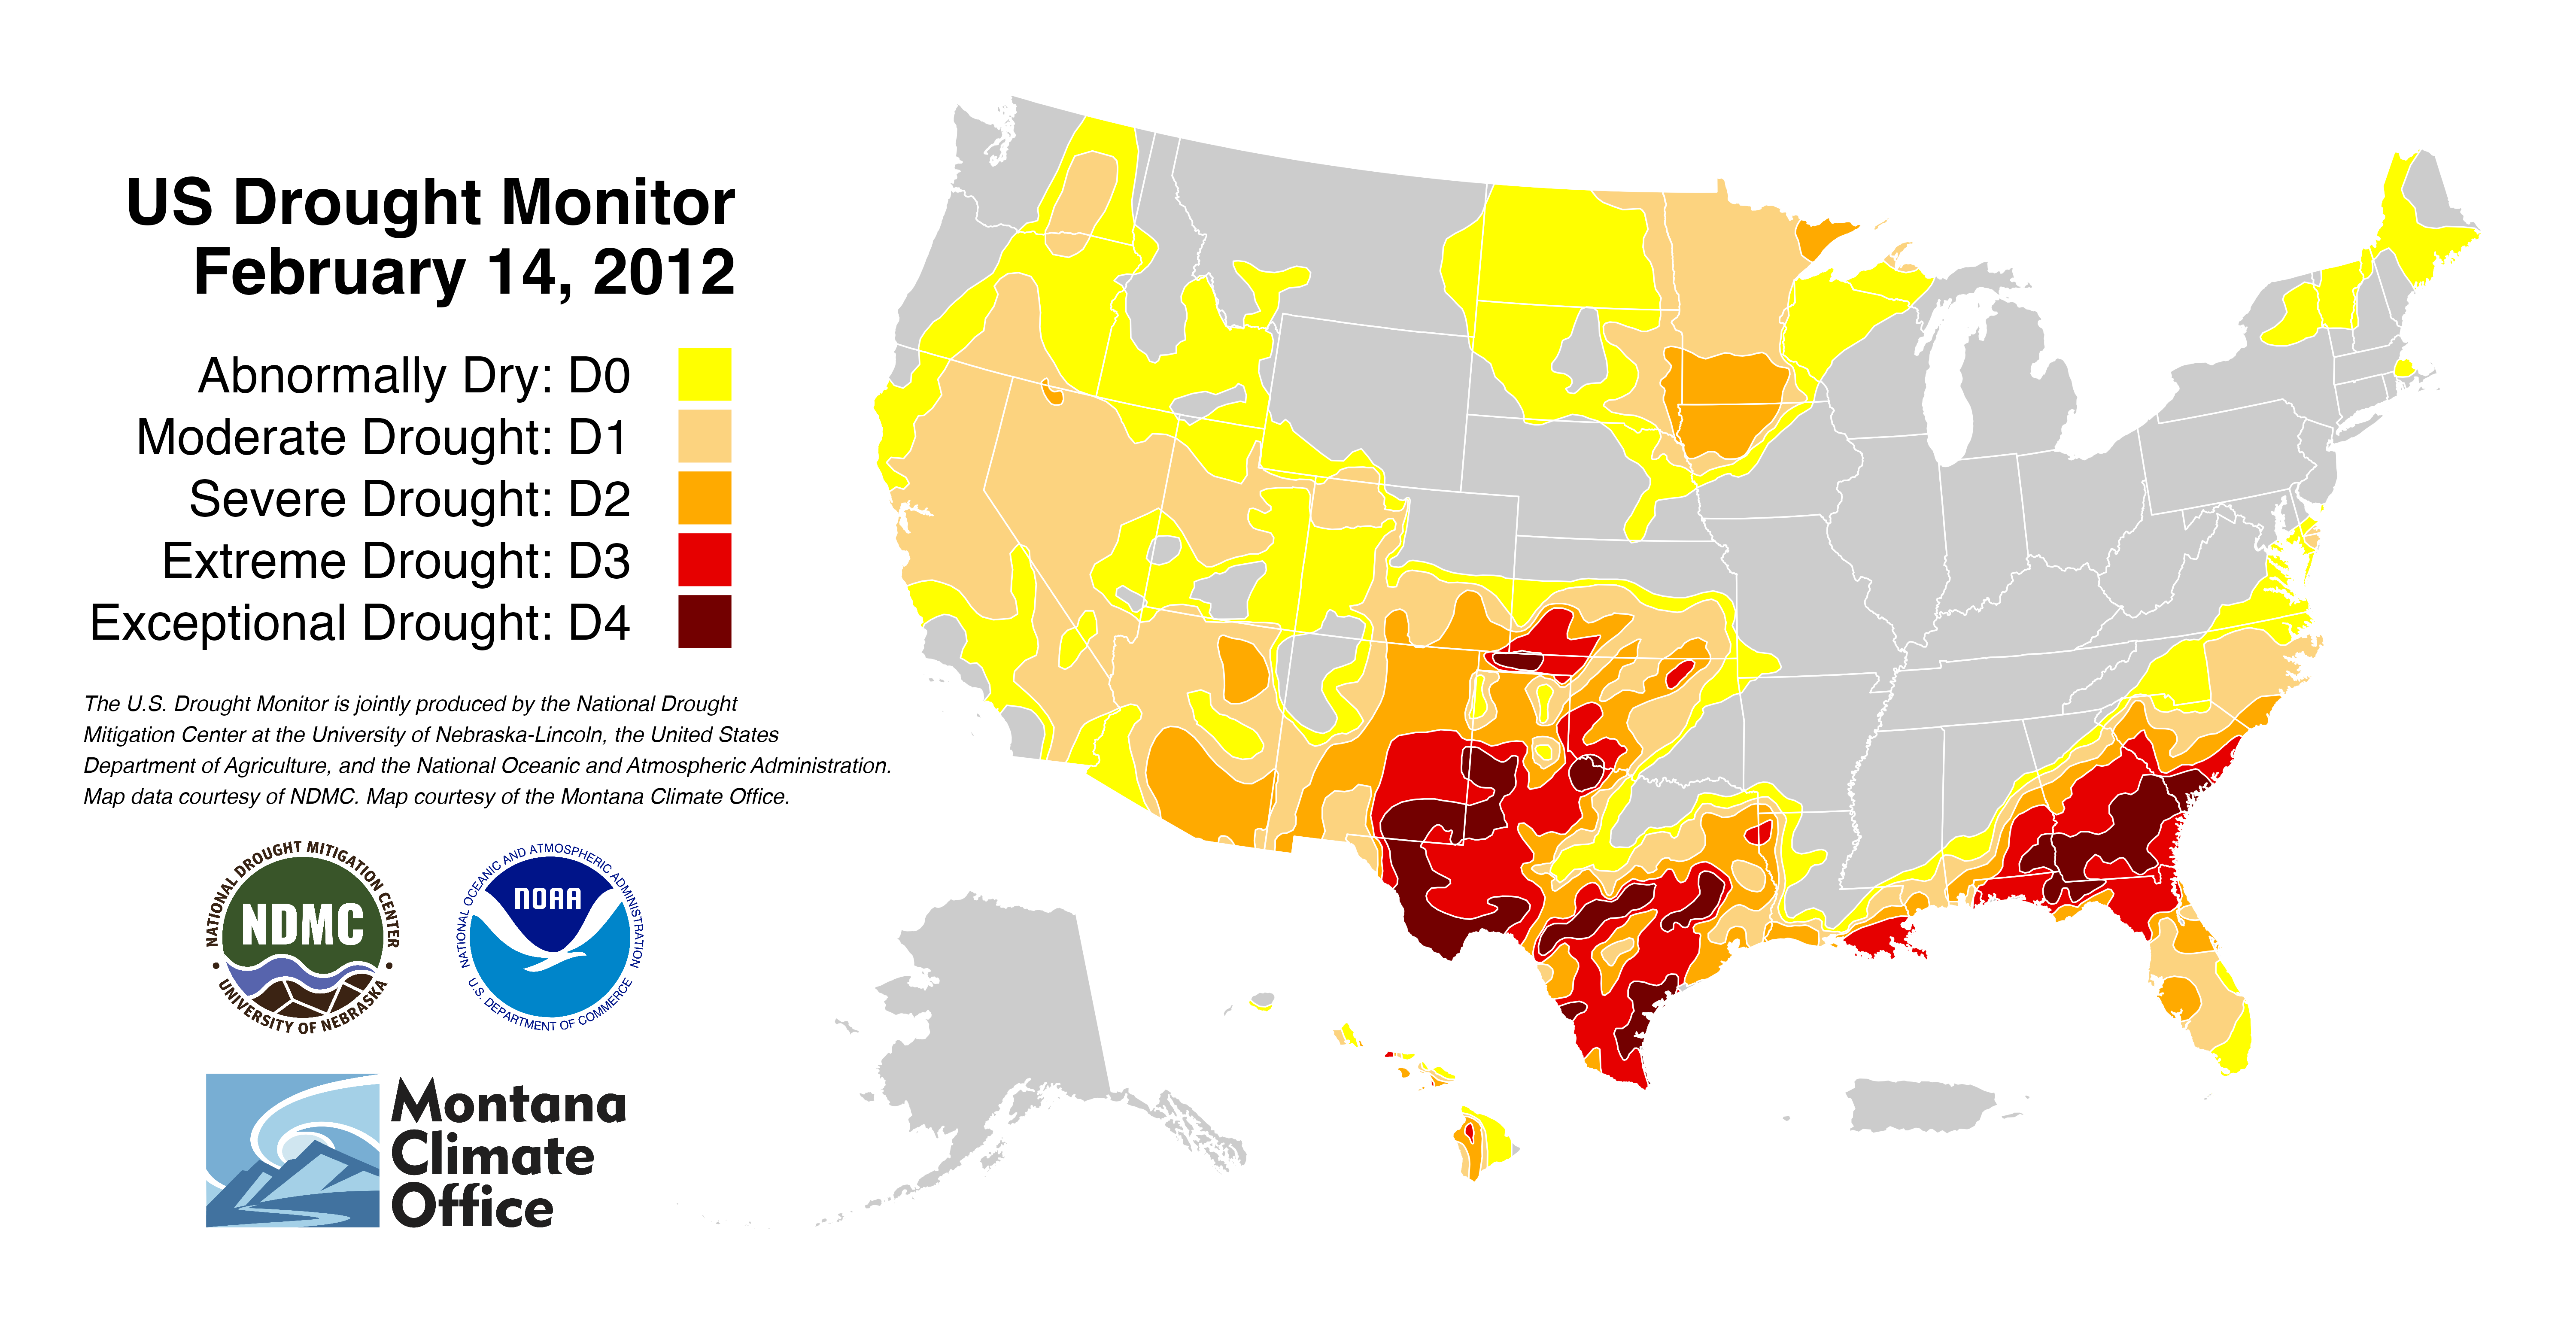 US Drought Monitor
February 14, 2012
Abnormally Dry: D0
Moderate Drought: D1
Severe Drought: D2
Extreme Drought: D3
Exceptional Drought: D4
The U.S. Drought Monitor is jointly produced by the National Drought
Mitigation Center at the University of Nebraska-Lincoln, the United States
Department of Agriculture, and the National Oceanic and Atmospheric Administration.
Map data courtesy of NDMC. Map courtesy of the Montana Climate Office.
NATIONAL DROUGHT MITIGATION CENTER
NDMC
UNIVERSITY OF NEBRASKA
NATIONAL OCEANIC AND ATMOSPHERIC ADMINISTRATION
NOAA
U.S. DEPARTMENT OF COMMERCE
Montana
Climate
Office